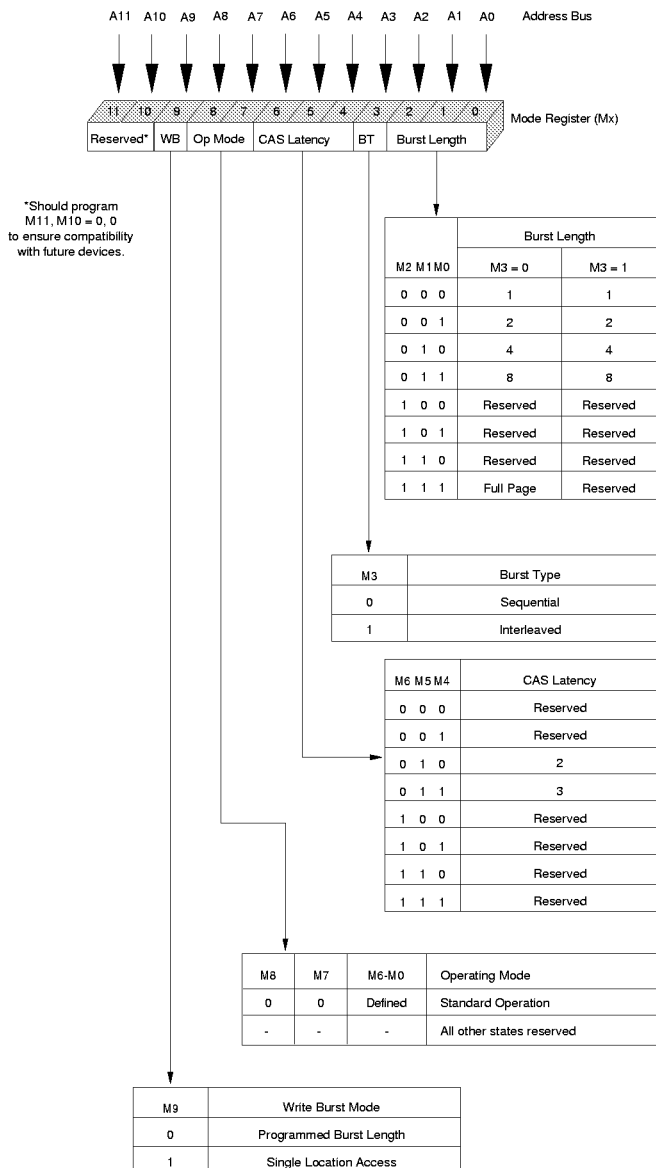 A11 A10 A9 A8 A7 A6 A5 A4 A3 A2 A1 A0 Address Bus
11 10 9 8 7 6 5 4 3 2 1 0
Mode Register (Mx)
Reserved* WB Op Mode CAS Latency BT Burst Length
*Should program
M11, M10 = 0, 0
to ensure compatibility
with future devices.
Burst Length
M2 M1 M0 M3 = 0 M3 = 1
0 0 0 1 1
0 0 1 2 2
0 1 0 4 4
0 1 1 8 8
1 0 0 Reserved Reserved
1 0 1 Reserved Reserved
1 1 0 Reserved Reserved
1 1 1 Full Page Reserved
M3 Burst Type
0 Sequential
1 Interleaved
M6 M5 M4 CAS Latency
0 0 0 Reserved
0 0 1 Reserved
0 1 0 2
0 1 1 3
1 0 0 Reserved
1 0 1 Reserved
1 1 0 Reserved
1 1 1 Reserved
M8 M7 M6-M0 Operating Mode
0 0 Defined Standard Operation
- - - All other states reserved
M9 Write Burst Mode
0 Programmed Burst Length
1 Single Location Access